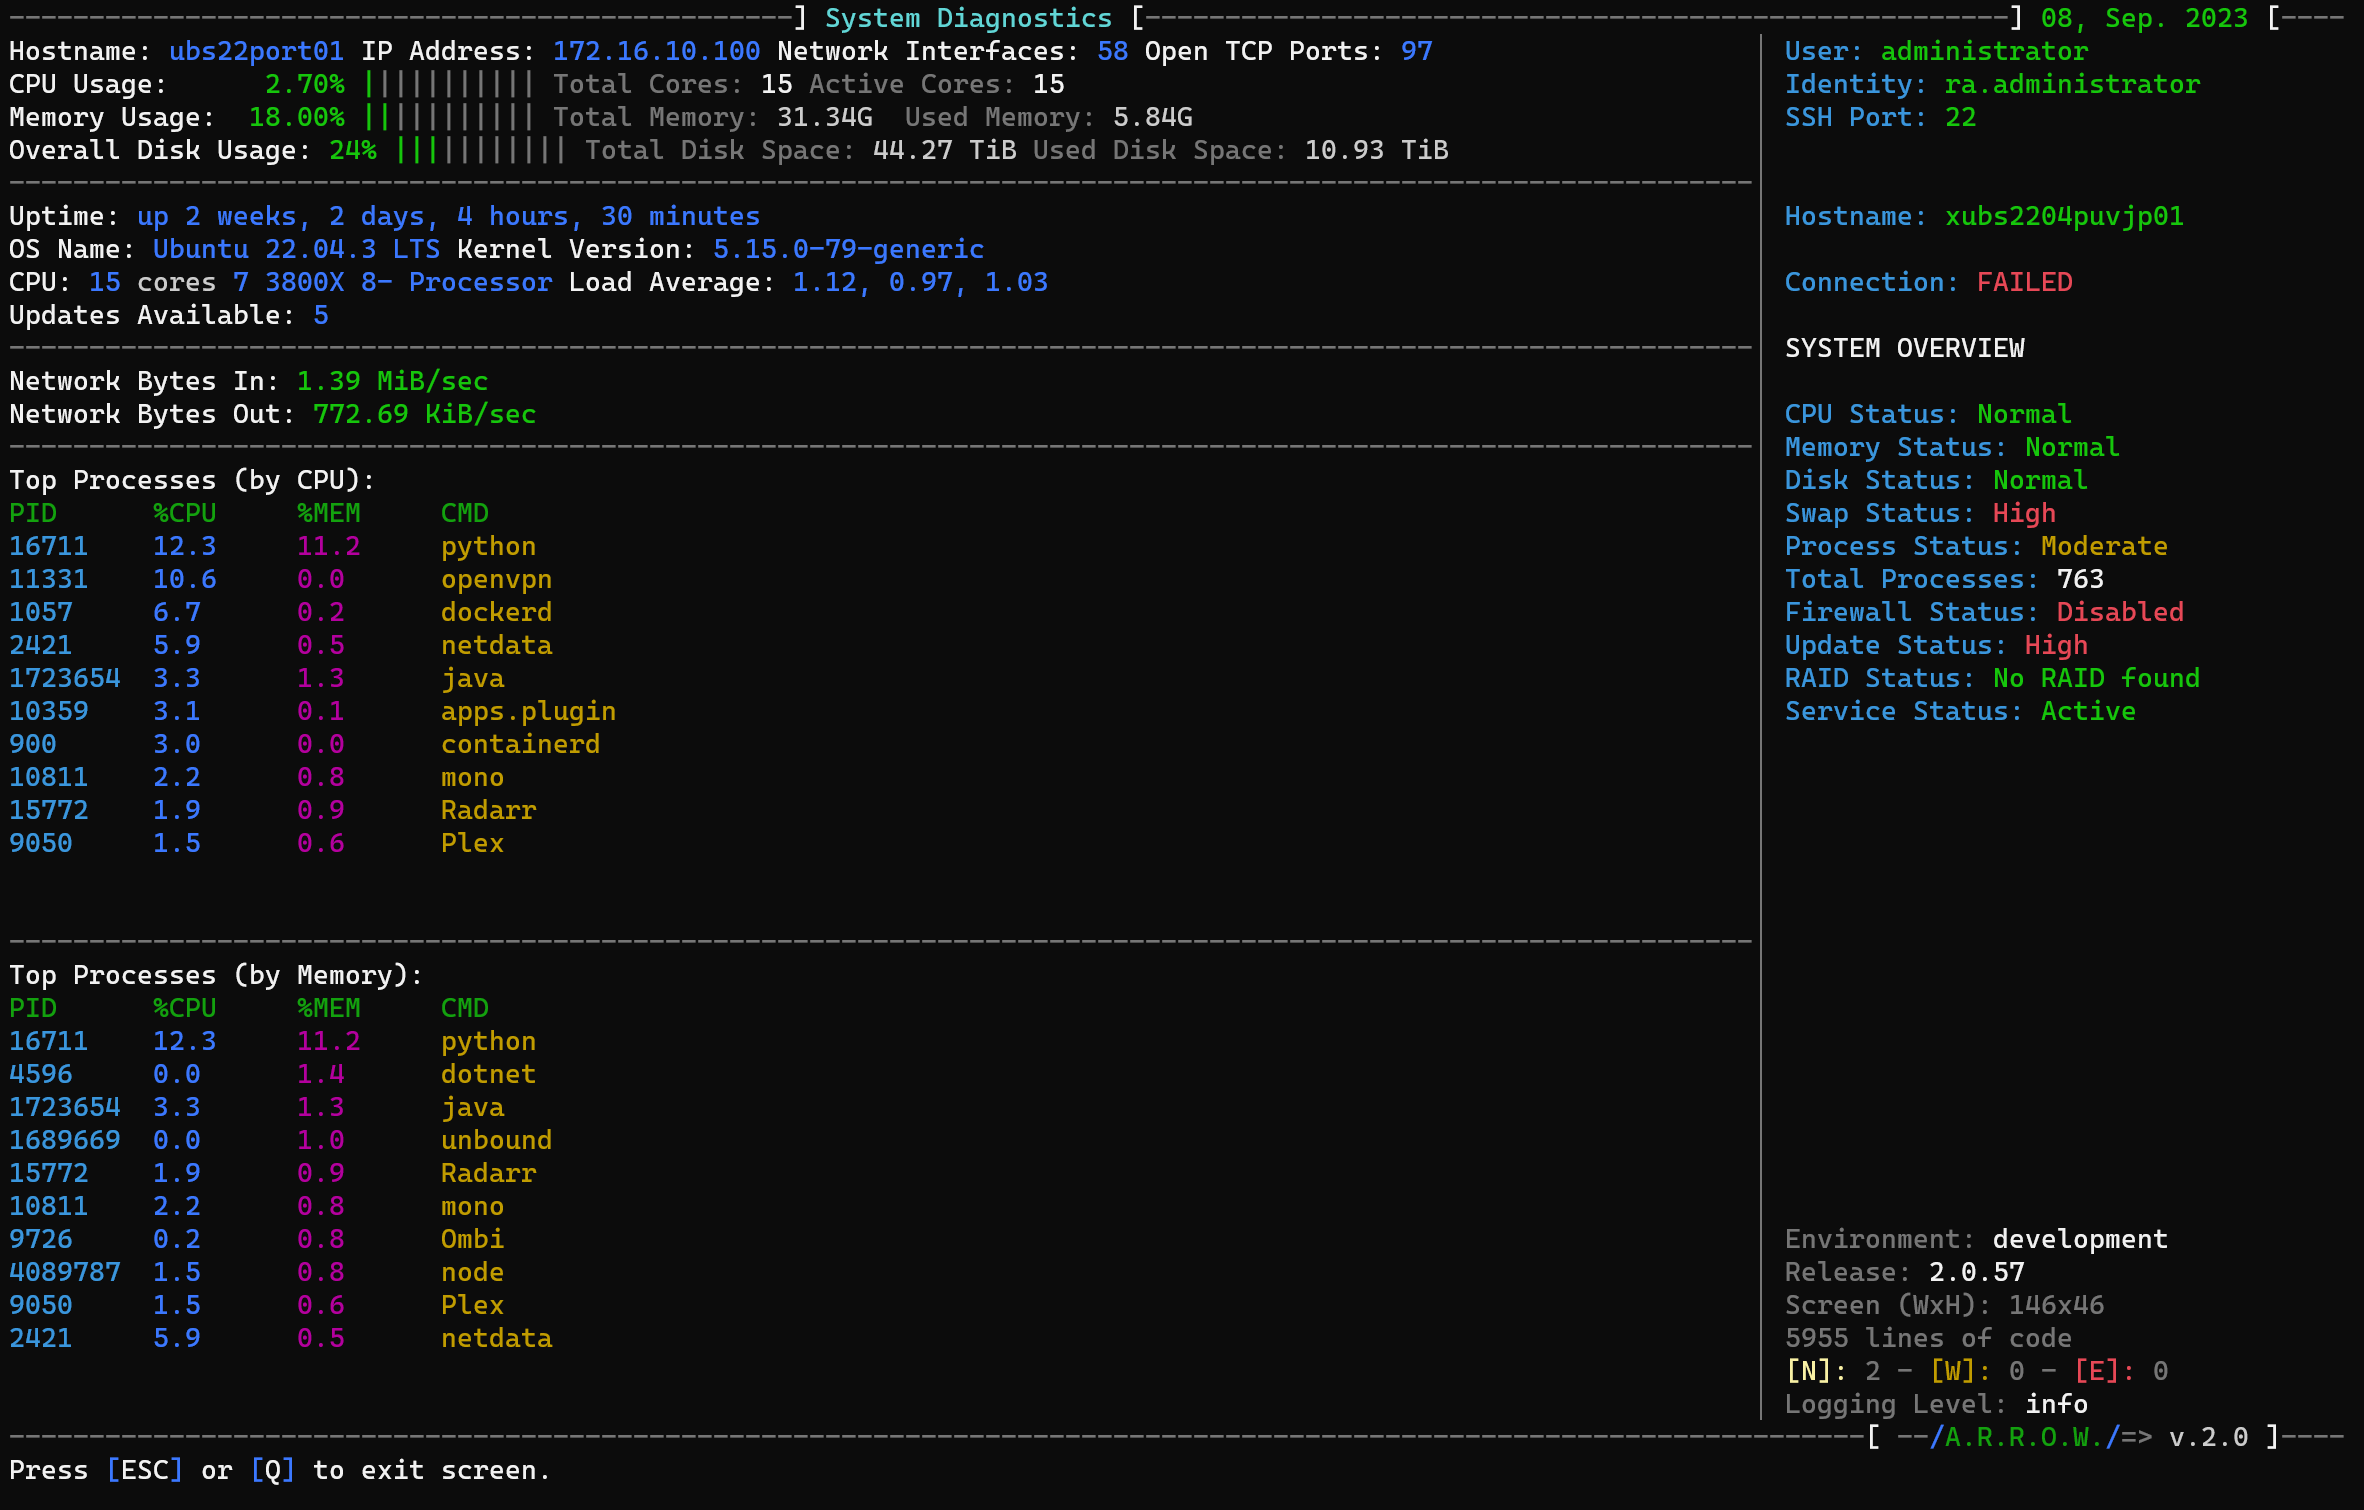 ] System Diagnostics [ ] 08, Sep. 2023 [
Hostname: ubs22port01 IP Address: 172.16.10.100 Network Interfaces: 58 Open TCP Ports: 97
CPU Usage: 2.70% ||||||||||| Total Cores: 15 Active Cores: 15
Memory Usage: 18.00% ||||||||||| Total Memory: 31.34G Used Memory: 5.84G
Overall Disk Usage: 24% ||||||||||| Total Disk Space: 44.27 TiB Used Disk Space: 10.93 TiB
Uptime: up 2 weeks, 2 days, 4 hours, 30 minutes
OS Name: Ubuntu 22.04.3 LTS Kernel Version: 5.15.0-79-generic
CPU: 15 cores 7 3800X 8- Processor Load Average: 1.12, 0.97, 1.03
Updates Available: 5
Network Bytes In: 1.39 MiB/sec
Network Bytes Out: 772.69 KiB/sec
Top Processes (by CPU):
PID %CPU %MEM CMD
16711 12.3 11.2 python
11331 10.6 0.0 openvpn
1057 6.7 0.2 dockerd
2421 5.9 0.5 netdata
1723654 3.3 1.3 java
10359 3.1 0.1 apps.plugin
900 3.0 0.0 containerd
10811 2.2 0.8 mono
15772 1.9 0.9 Radarr
9050 1.5 0.6 Plex
Top Processes (by Memory):
PID %CPU %MEM CMD
16711 12.3 11.2 python
4596 0.0 1.4 dotnet
1723654 3.3 1.3 java
1689669 0.0 1.0 unbound
15772 1.9 0.9 Radarr
10811 2.2 0.8 mono
9726 0.2 0.8 Ombi
4089787 1.5 0.8 node
9050 1.5 0.6 Plex
2421 5.9 0.5 netdata
User: administrator
Identity: ra.administrator
SSH Port: 22
Hostname: xubs2204puvjp01
Connection: FAILED
SYSTEM OVERVIEW
CPU Status: Normal
Memory Status: Normal
Disk Status: Normal
Swap Status: High
Process Status: Moderate
Total Processes: 763
Firewall Status: Disabled
Update Status: High
RAID Status: No RAID found
Service Status: Active
Environment: development
Release: 2.0.57
Screen (WxH): 146x46
5955 lines of code
[N]: 2 - [W]: 0 - [E]: 0
Logging Level: info
[ --/A.R.R.O.W./=> v.2.0 ]----
Press [ESC] or [Q] to exit screen.